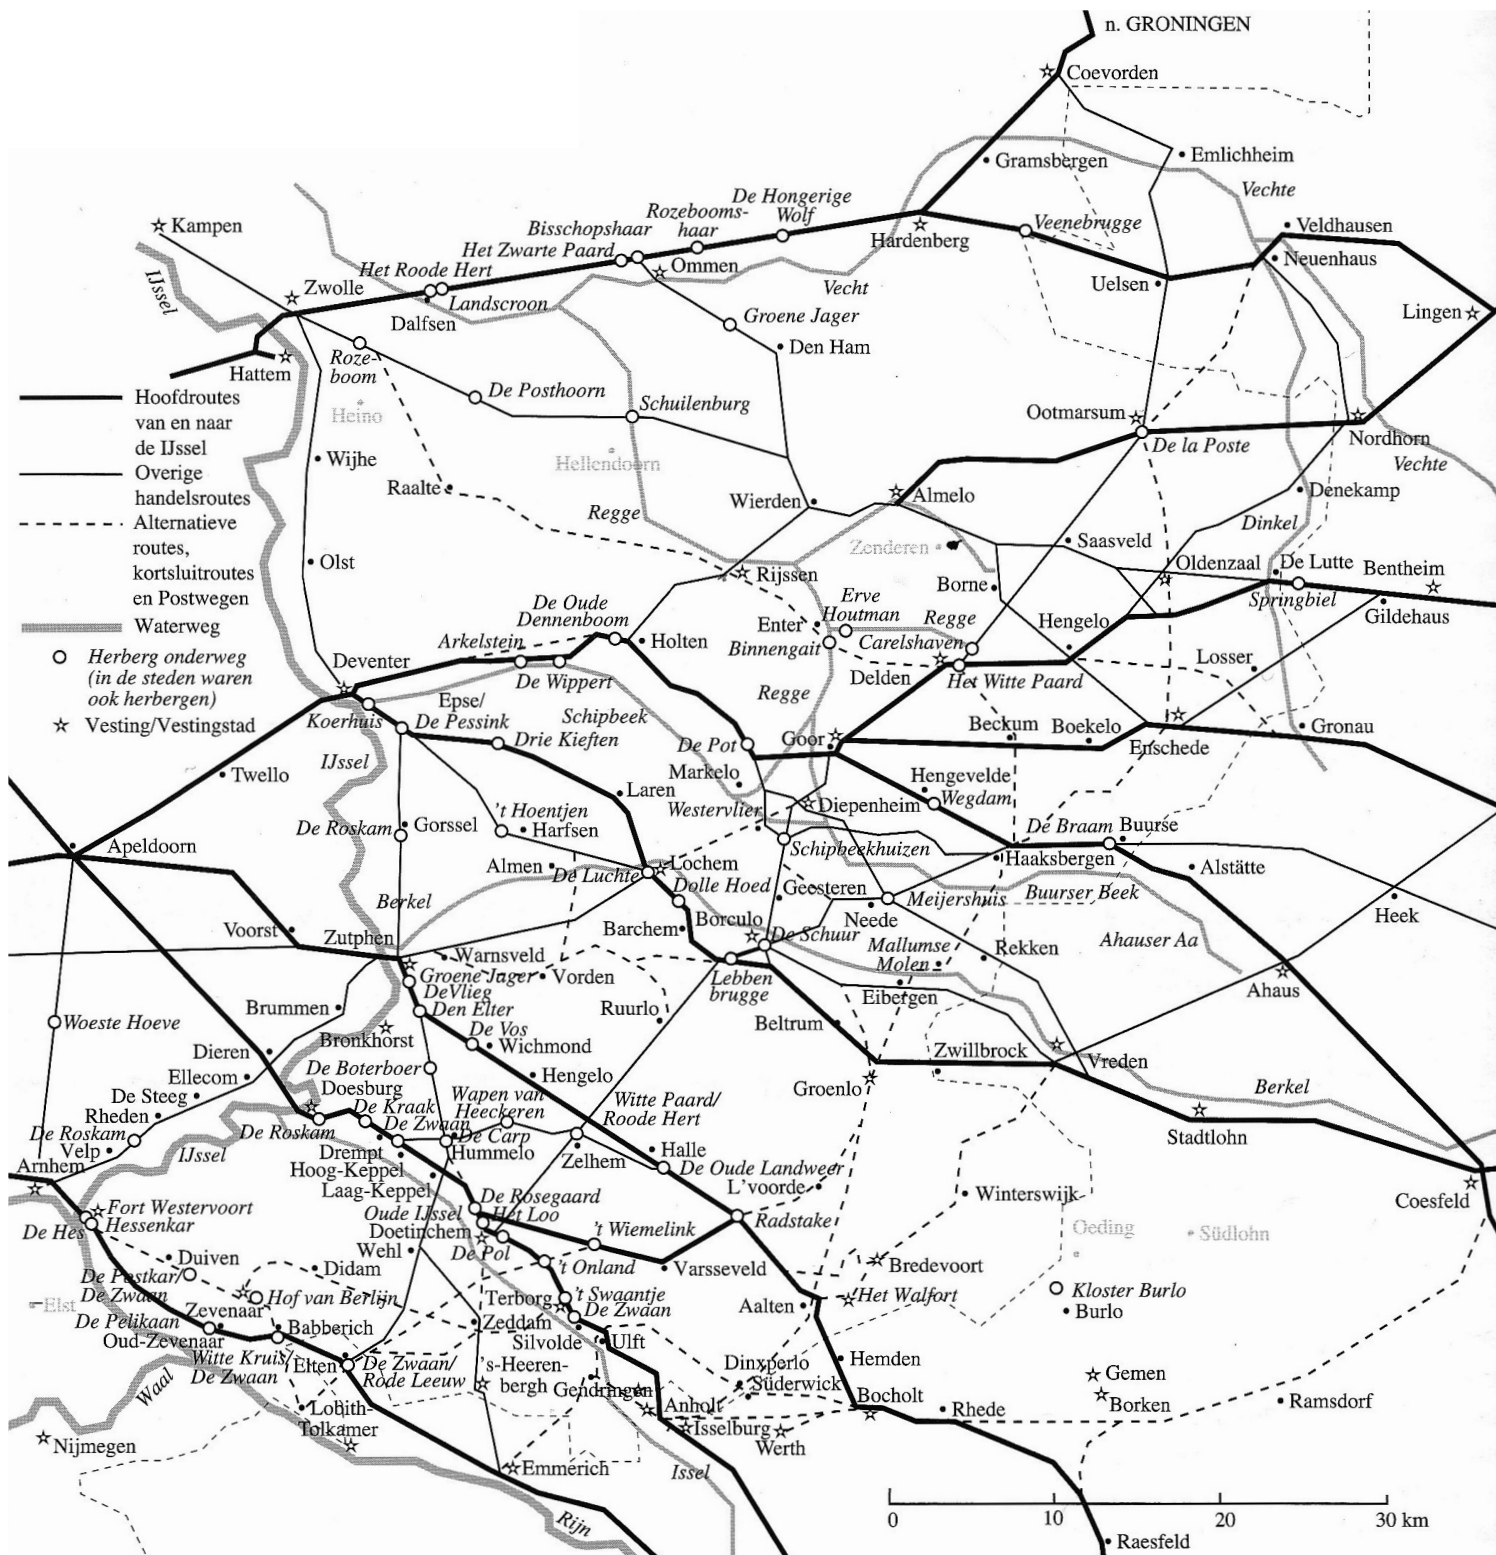 n. GRONINGEN
Coevorden
Gramsbergen
Emlichheim
Vechte
De Hongerige
Wolf
Rozebooms-
haar
Bisschopshaar
Het Zwarte Paard
Kampen
IJssel
Zwolle
Het Roode Hert
Landscroon
Dalfsen
Ommen
Vecht
Hardenberg
Veenebrugge
Veldhausen
Neuenhaus
Uelsen
Lingen
Hattem
Roze-
boom
Groene Jager
Den Ham
Heino
De Posthoorn
Schuilenburg
Hellendoorn
Ootmarsum
De la Poste
Nordhorn
Vechte
Hoofdroutes
van en naar
de IJssel
Overige
handelsroutes
Alternatieve
routes,
kortsluitroutes
en Postwegen
Waterweg
Herberg onderweg
(in de steden waren
ook herbergen)
Vesting/Vestingstad
Wijhe
Raalte
Regge
Wierden
Almelo
Denekamp
Dinkel
Zenderen
Saasveld
Olst
Rijssen
Borne
Oldenzaal
De Lutte
Bentheim
Springbiel
Gildehaus
De Oude
Dennenboom
Erve
Houtman
Regge
Hengelo
Arkelstein
Holten
Enter
Binnengait
Carelshaven
Losser
Deventer
De Wippert
Delden
Het Witte Paard
Koerhuis
Epse/
De Pessink
Schipbeek
Drie Kieften
Regge
Goor
De Pot
Beckum
Boekelo
Enschede
Gronau
IJssel
Twello
Markelo
Laren
Westervlier
Diepenheim
Hengevelde
Wegdam
De Roskam
Gorssel
't Hoentjen
Harfsen
Schipbeekhuizen
De Braam
Buurse
Haaksbergen
Apeldoorn
Almen
De Luchte
Lochem
Dolle Hoed
Geesteren
Meijershuis
Buurser Beek
Alstätte
Berkel
Borculo
Neede
Heek
Voorst
Zutphen
Barchem
De Schuur
Mallumse
Molen
Rekken
Ahauser Aa
Warnsveld
Groene Jager
Vorden
De Vlieg
Lebben
brugge
Eibergen
Ahaus
Brummen
Den Elter
Ruurlo
Beltrum
Woeste Hoeve
Bronkhorst
De Vos
Wichmond
Dieren
De Boterboer
Zwillbrock
Vreden
Ellecom
Doesburg
Hengelo
Groenlo
Berkel
De Steeg
De Kraak
Wapen van
Heeckeren
Witte Paard/
Roode Hert
Rheden
De Roskam
De Roskam
De Zwaan
De Carp
Stadtlohn
Velp
IJssel
Drempt
Hummelo
Zelhem
Halle
Arnhem
Hoog-Keppel
Laag-Keppel
De Oude Landweer
L'voorde
Winterswijk
Coesfeld
Fort Westervoort
De Hes
Hessenkar
De Rosegaard
Oude IJssel
Het Loo
Doetinchem
Radstake
't Wiemelink
Oeding
Südlohn
Duiven
Wehl
De Pol
De Postkar/
De Zwaan
Didam
't Onland
Varsseveld
Bredevoort
Elst
Hof van Berlijn
Terborg
't Swaantje
De Zwaan
Aalten
Het Walfort
Kloster Burlo
Burlo
De Pelikaan
Zevenaar
Oud-Zevenaar
Babberich
Zeddam
Silvolde
Ulft
Witte Kruis/
De Zwaan
Elten
De Zwaan/
Rode Leeuw
's-Heeren-
bergh
Gendringen
Dinxperlo
Süderwick
Hemden
Gemen
Waal
Lobith-
Tolkamer
Anholt
Bocholt
Rhede
Borken
Ramsdorf
Nijmegen
Isselburg
Werth
Emmerich
Issel
Rijn
0
10
20
30 km
Raesfeld